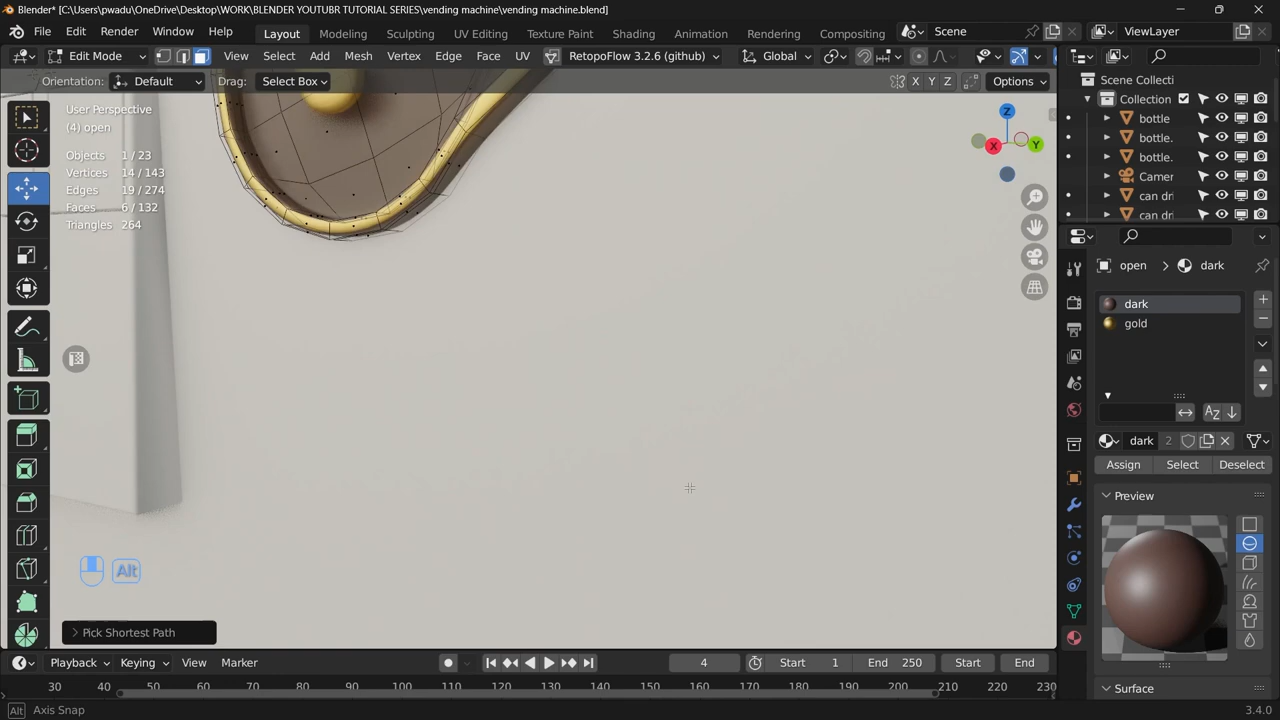 Blender* [C:\Users\pwadu\OneDrive\Desktop\WORK\BLENDER YOUTUBR TUTORIAL SERIES\vending machine\vending machine.blend]
File Edit Render Window Help Layout Modeling Sculpting UV Editing Texture Paint Shading Animation Rendering Compositing Scene ViewLayer
Edit Mode View Select Add Mesh Vertex Edge Face UV RetopoFlow 3.2.6 (github) Global
Orientation: Default Drag: Select Box X Y Z Options
Scene Collecti
Collection
bottle
bottle.
bottle.
Camer
can dri
can dri
User Perspective
(4) open
Objects 1 / 23
Vertices 14 / 143
Edges 19 / 274
Faces 6 / 132
Triangles 264
Z
X
Y
open > dark
dark
gold
dark 2
Assign Select Deselect
Preview
Surface
Alt
Pick Shortest Path
Playback Keying View Marker 4 Start 1 End 250 Start End
30 40 50 60 70 80 90 100 110 120 130 140 150 160 170 180 190 200 210 220 230
Alt Axis Snap 3.4.0